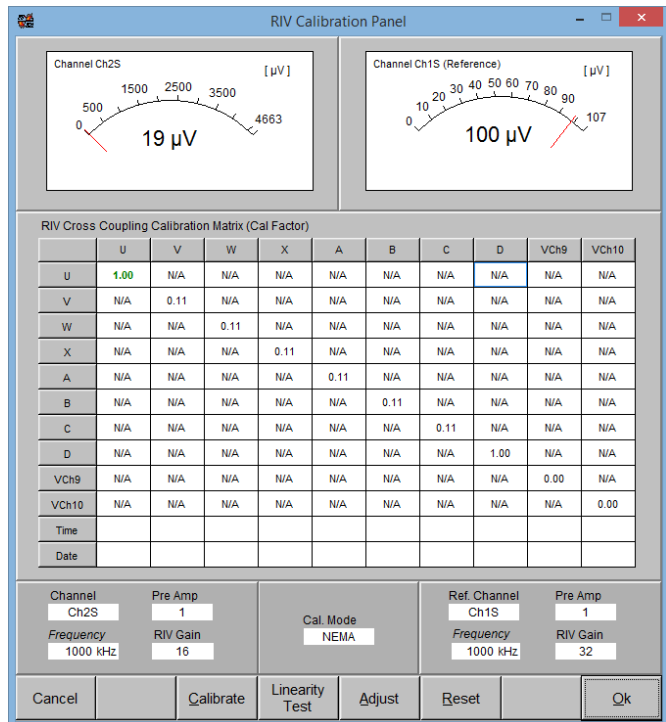 RIV Calibration Panel
Channel Ch2S
[ µV ]
0 500 1500 2500 3500 4663
19 µV
Channel Ch1S (Reference)
[ µV ]
0 10 20 30 40 50 60 70 80 90 107
100 µV
RIV Cross Coupling Calibration Matrix (Cal Factor)
U V W X A B C D VCh9 VCh10
U 1.00 N/A N/A N/A N/A N/A N/A N/A N/A N/A
V N/A 0.11 N/A N/A N/A N/A N/A N/A N/A N/A
W N/A N/A 0.11 N/A N/A N/A N/A N/A N/A N/A
X N/A N/A N/A 0.11 N/A N/A N/A N/A N/A N/A
A N/A N/A N/A N/A 0.11 N/A N/A N/A N/A N/A
B N/A N/A N/A N/A N/A 0.11 N/A N/A N/A N/A
C N/A N/A N/A N/A N/A N/A 0.11 N/A N/A N/A
D N/A N/A N/A N/A N/A N/A N/A 1.00 N/A N/A
VCh9 N/A N/A N/A N/A N/A N/A N/A N/A 0.00 N/A
VCh10 N/A N/A N/A N/A N/A N/A N/A N/A N/A 0.00
Time
Date
Channel Pre Amp
Ch2S 1
Frequency RIV Gain
1000 kHz 16
Cal. Mode
NEMA
Ref. Channel Pre Amp
Ch1S 1
Frequency RIV Gain
1000 kHz 32
Cancel Calibrate Linearity Test Adjust Reset Ok